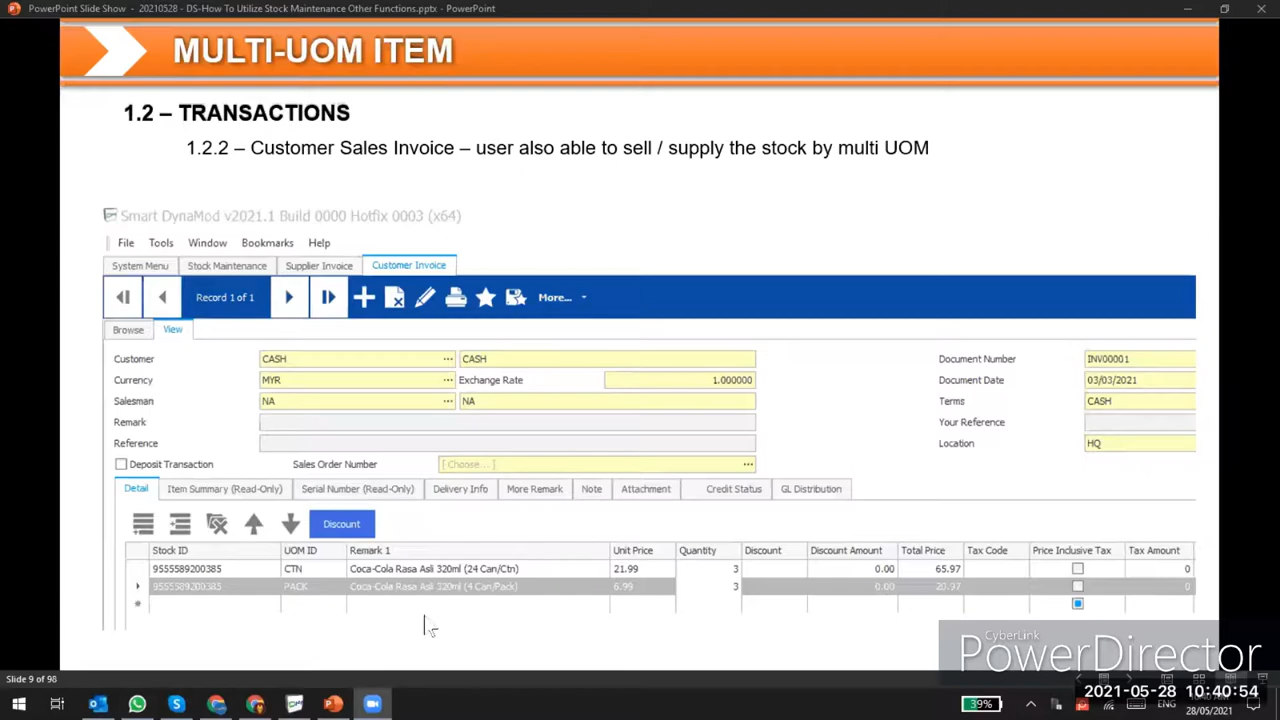 PowerPoint Slide Show - 20210528 - DS-How To Utilize Stock Maintenance Other Functions.pptx - PowerPoint
MULTI-UOM ITEM
1.2 – TRANSACTIONS
1.2.2 – Customer Sales Invoice – user also able to sell / supply the stock by multi UOM
Smart DynaMod v2021.1 Build 0000 Hotfix 0003 (x64)
File Tools Window Bookmarks Help
System Menu Stock Maintenance Supplier Invoice Customer Invoice
Record 1 of 1 More...
Browse View
Customer CASH ... CASH Document Number INV00001
Currency MYR ... Exchange Rate 1.000000 Document Date 03/03/2021
Salesman NA ... NA Terms CASH
Remark Your Reference
Reference Location HQ
Deposit Transaction Sales Order Number [ Choose... ] ...
Detail Item Summary (Read-Only) Serial Number (Read-Only) Delivery Info More Remark Note Attachment Credit Status GL Distribution
Discount
Stock ID UOM ID Remark 1 Unit Price Quantity Discount Discount Amount Total Price Tax Code Price Inclusive Tax Tax Amount
9555589200385 CTN Coca-Cola Rasa Asli 320ml (24 Can/Ctn) 21.99 3 0.00 65.97 0
9555589200385 PACK Coca-Cola Rasa Asli 320ml (4 Can/Pack) 6.99 3 0.00 20.97 0
CyberLink
PowerDirector
Slide 9 of 98
2021-05-28 10:40:54
39% ENG
28/05/2021